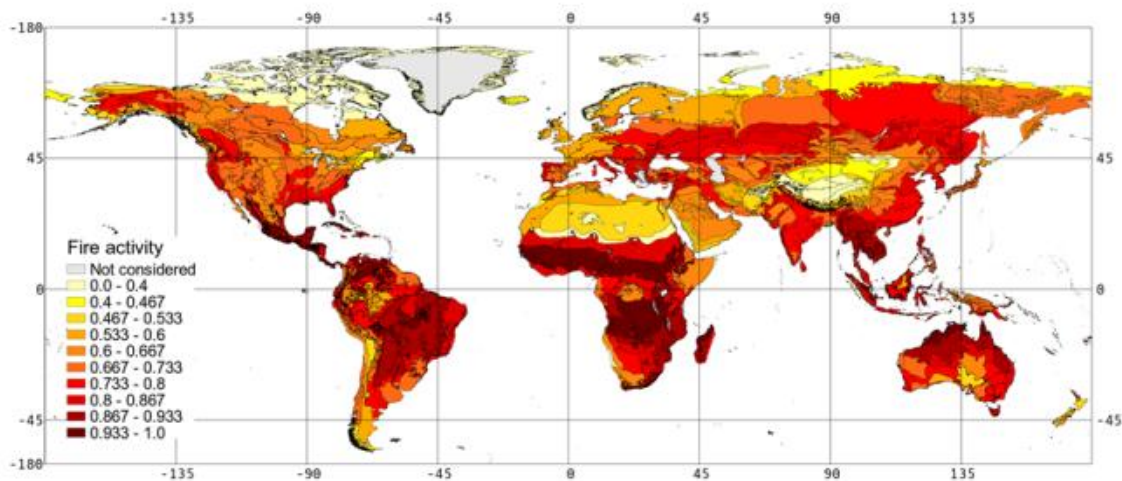 -135 -90 -45 0 45 90 135
-180
45 45
Fire activity
Not considered
0.0 - 0.4
0.4 - 0.467
0.467 - 0.533
0.533 - 0.6
0.6 - 0.667
0.667 - 0.733
0.733 - 0.8
0.8 - 0.867
0.867 - 0.933
0.933 - 1.0
0 0
-45 -45
-180
-135 -90 -45 0 45 90 135